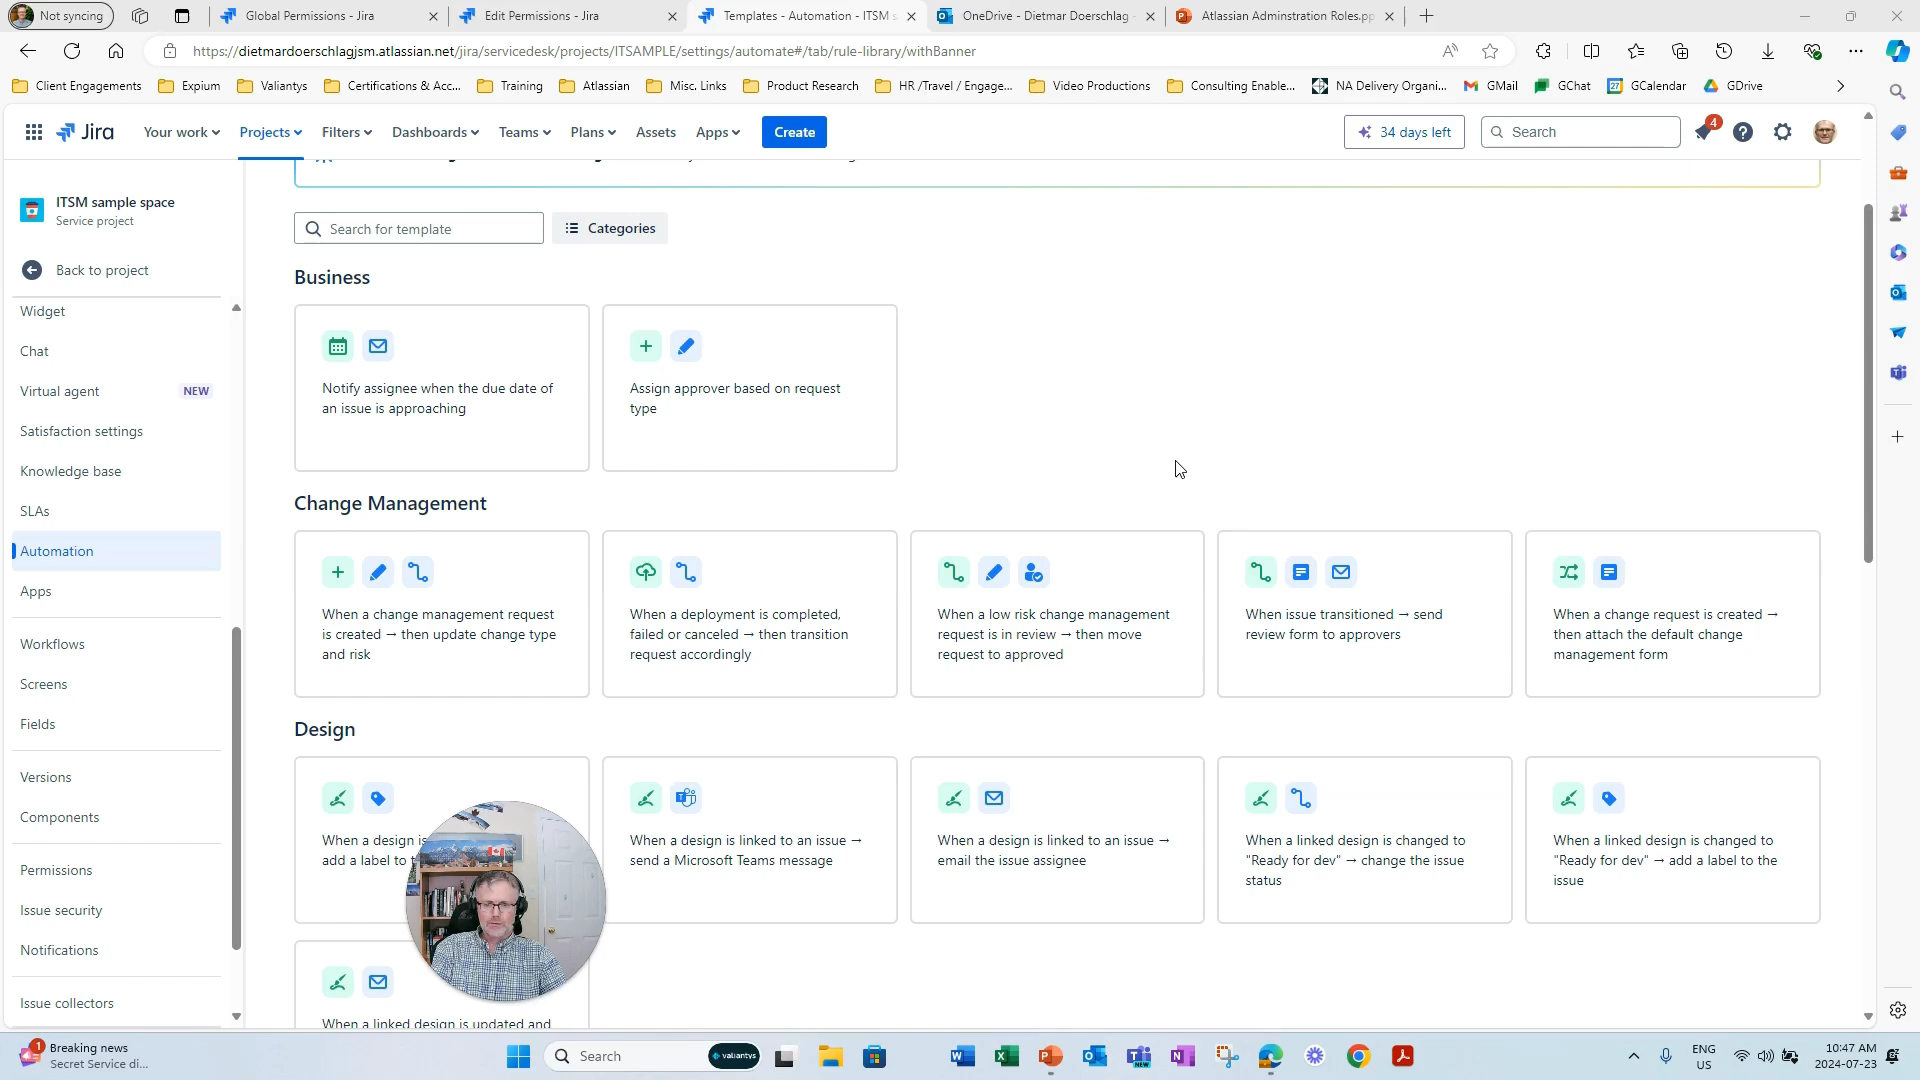 Not syncing
Global Permissions - Jira
Edit Permissions - Jira
Templates - Automation - ITSM s
OneDrive - Dietmar Doerschlag -
Atlassian Adminstration Roles.pp
https://dietmardoerschlagjsm.atlassian.net/jira/servicedesk/projects/ITSAMPLE/settings/automate#/tab/rule-library/withBanner
Client Engagements
Expium
Valiantys
Certifications & Acc...
Training
Atlassian
Misc. Links
Product Research
HR /Travel / Engage...
Video Productions
Consulting Enable...
NA Delivery Organi...
GMail
GChat
GCalendar
GDrive
Jira
Your work
Projects
Filters
Dashboards
Teams
Plans
Assets
Apps
Create
34 days left
Search
4
ITSM sample space
Service project
Back to project
Widget
Chat
Virtual agent
NEW
Satisfaction settings
Knowledge base
SLAs
Automation
Apps
Workflows
Screens
Fields
Versions
Components
Permissions
Issue security
Notifications
Issue collectors
Search for template
Categories
Business
Notify assignee when the due date of
an issue is approaching
Assign approver based on request
type
Change Management
When a change management request
is created → then update change type
and risk
When a deployment is completed,
failed or canceled → then transition
request accordingly
When a low risk change management
request is in review → then move
request to approved
When issue transitioned → send
review form to approvers
When a change request is created →
then attach the default change
management form
Design
When a design is
add a label to t
When a design is linked to an issue →
send a Microsoft Teams message
When a design is linked to an issue →
email the issue assignee
When a linked design is changed to
"Ready for dev" → change the issue
status
When a linked design is changed to
"Ready for dev" → add a label to the
issue
When a linked design is updated and
1
Breaking news
Secret Service di...
Search
valiantys
NEW
ENG
US
10:47 AM
2024-07-23